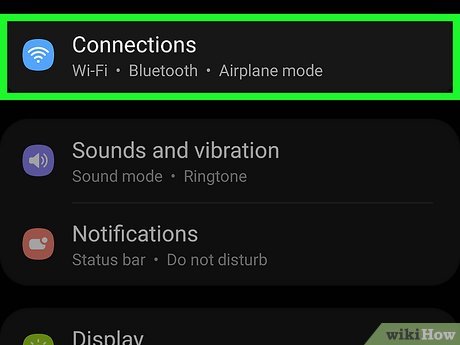 Connections
Wi-Fi • Bluetooth • Airplane mode
Sounds and vibration
Sound mode • Ringtone
Notifications
Status bar • Do not disturb
Display
wikiHow